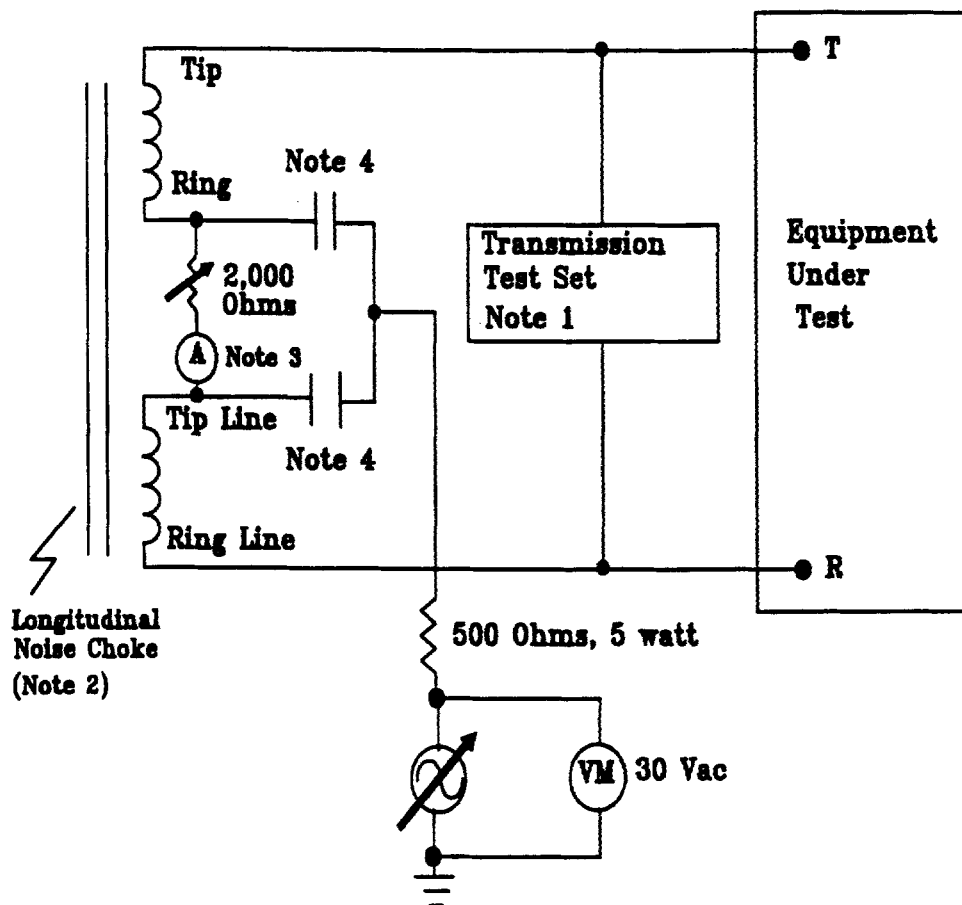 Tip
T
Note 4
Ring
Transmission
Test Set
Note 1
Equipment
Under
Test
2,000
Ohms
A
Note 3
Tip Line
Note 4
Ring Line
R
Longitudinal
Noise Choke
(Note 2)
500 Ohms, 5 watt
VM
30 Vac